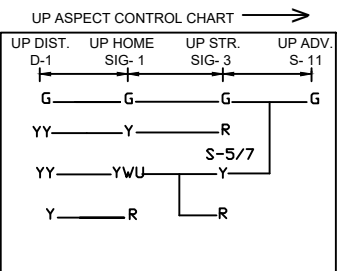 UP ASPECT CONTROL CHART
UP DIST. UP HOME UP STR. UP ADV.
D-1 SIG- 1 SIG- 3 S- 11
G G G G
YY Y R
S-5/7
YY YWU Y
Y R R